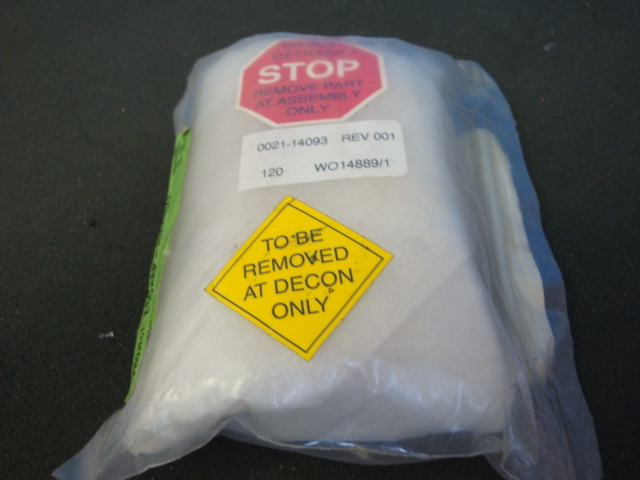 STOP
REMOVE PART
AT ASSEMBLY
ONLY
0021-14093 REV 001
120 WO14889/1
TO BE
REMOVED
AT DECON
ONLY